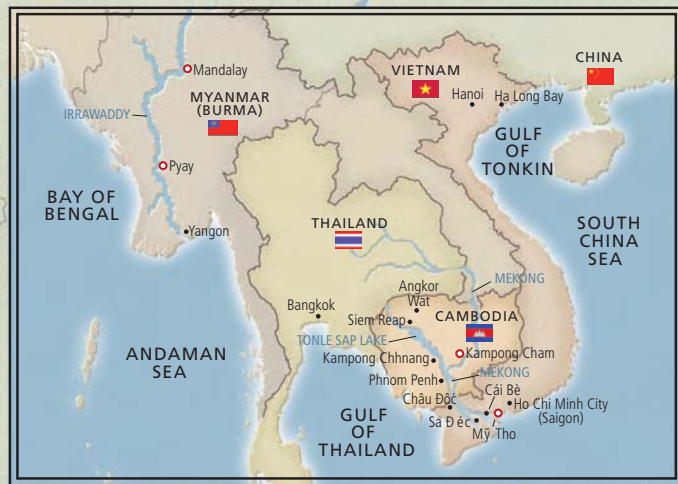 CHINA
VIETNAM
Mandalay
MYANMAR
(BURMA)
Hanoi
Ha Long Bay
IRRAWADDY
GULF
OF
TONKIN
Pyay
BAY OF
BENGAL
THAILAND
SOUTH
CHINA
SEA
Yangon
MEKONG
Angkor
Wat
Bangkok
Siem Reap
CAMBODIA
TONLE SAP LAKE
ANDAMAN
SEA
Kampong Cham
Kampong Chhnang
MEKONG
Phnom Penh
Cái Bè
Châu Đốc
Ho Chi Minh City
(Saigon)
GULF
OF
THAILAND
Sa Đéc
Mỹ Tho